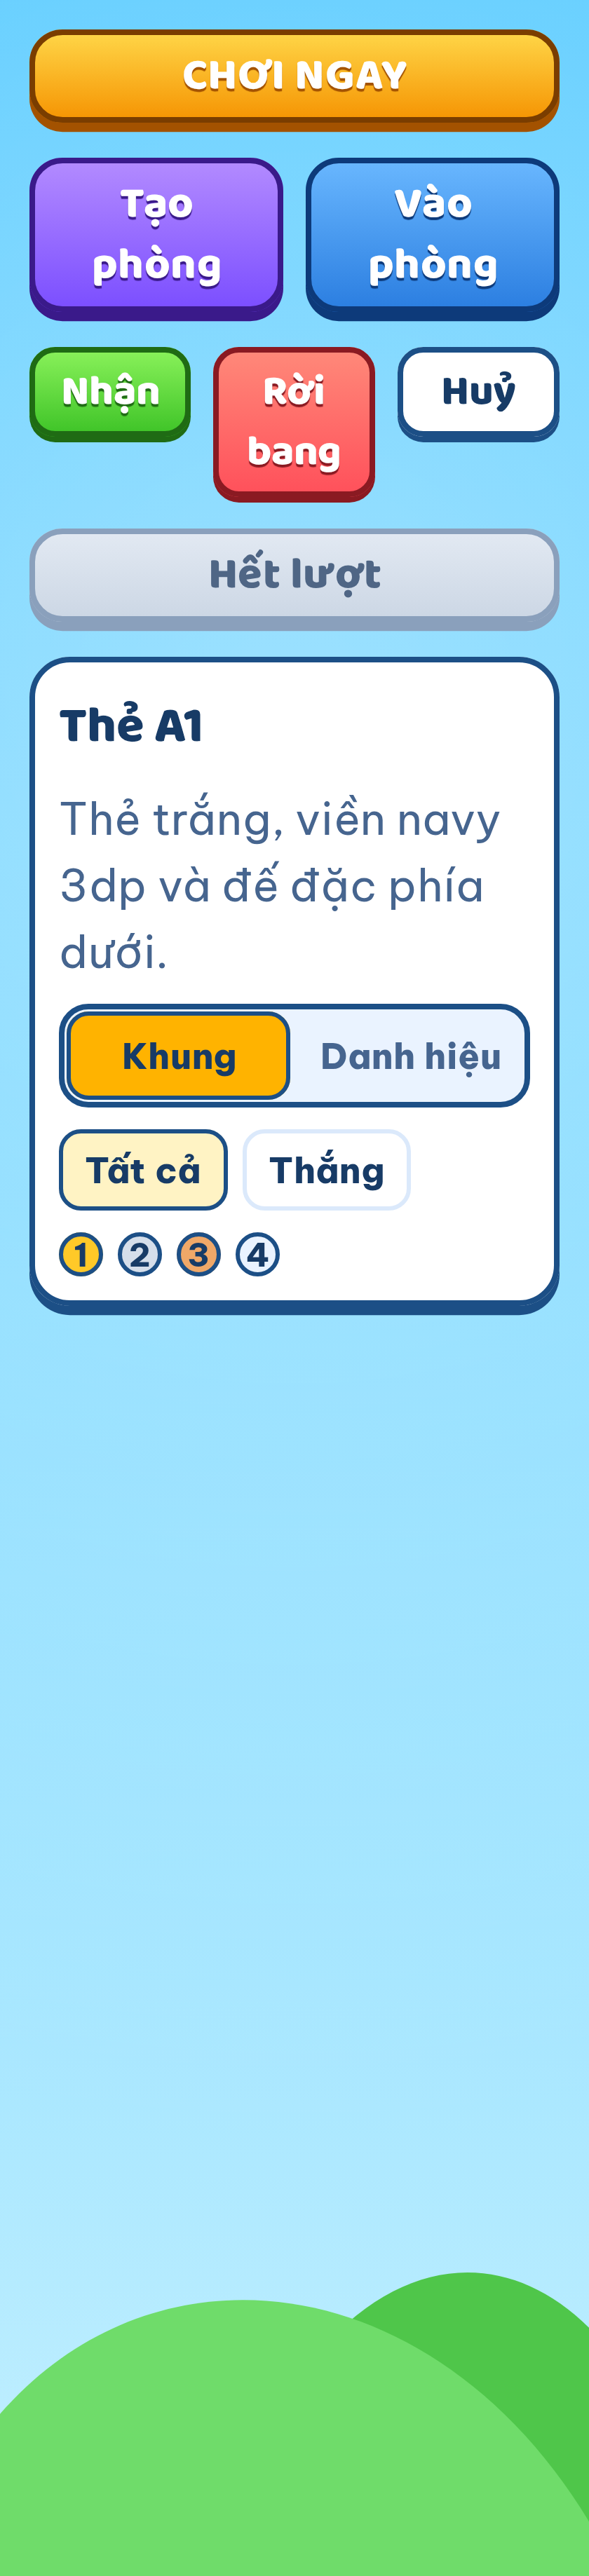 CHƠI NGAY
Tạo
phòng
Vào
phòng
Nhận
Rời
bang
Huỷ
Hết lượt
Thẻ A1
Thẻ trắng, viền navy
3dp và đế đặc phía
dưới.
Khung
Danh hiệu
Tất cả
Thắng
1
2
3
4